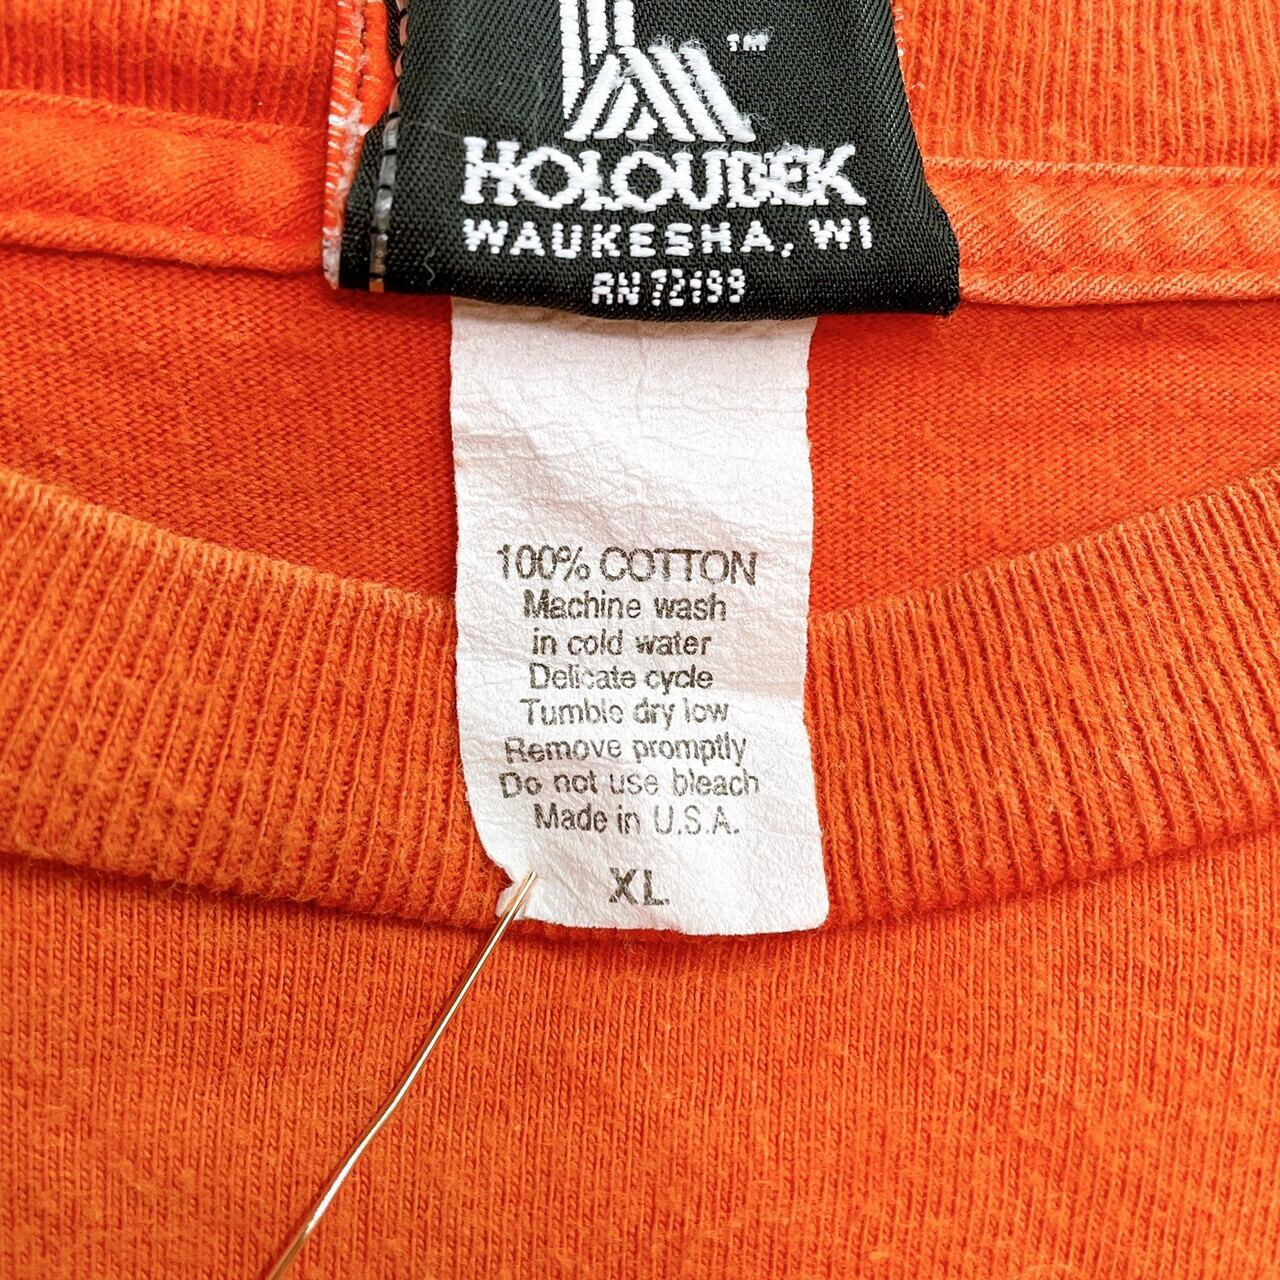 TM
HOLOUBEK
WAUKESHA, WI
RN 72199
100% COTTON
Machine wash
in cold water
Delicate cycle
Tumble dry low
Remove promptly
Do not use bleach
Made in U.S.A.
XL